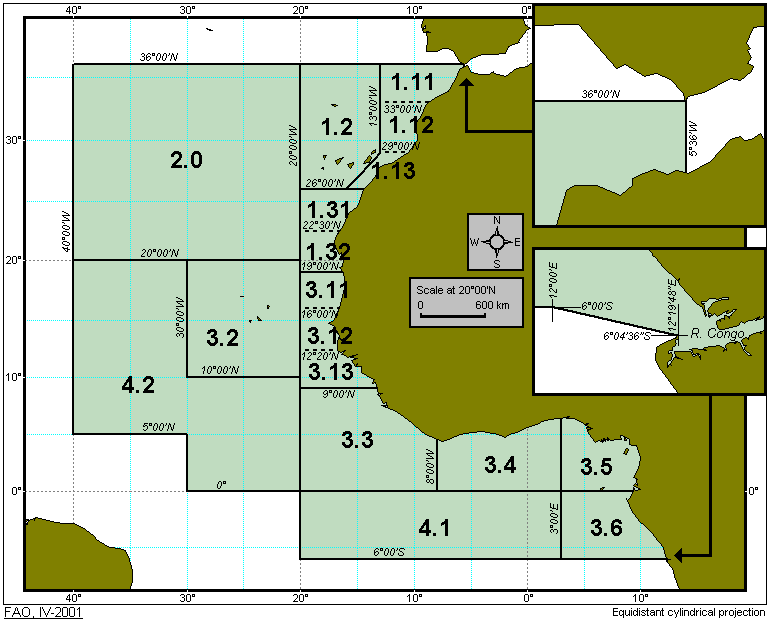 40° 30° 20° 10° 0°
36°00'N 36°00'N
1.11
13°00'W 33°00'N
1.2 1.12
30° 20°00'W 29°00'N 5°36'W
2.0 1.13
26°00'N
1.31
40°00'W 22°30'N
1.32
N
W E
S
20° 20°00'N 19°00'N
12°00'E 12°19'48"E
3.11 Scale at 20°00'N
30°00'W 16°00'N 0 600 km 6°00'S
3.2 3.12 6°04'36"S R. Congo
12°20'N
10° 10°00'N 3.13
4.2 9°00'N
5°00'N 3.3
8°00'W 3.4 3.5
0° 0° 0°
4.1 3°00'E 3.6
6°00'S
40° 30° 20° 10° 0° 10°
FAO, IV-2001 Equidistant cylindrical projection